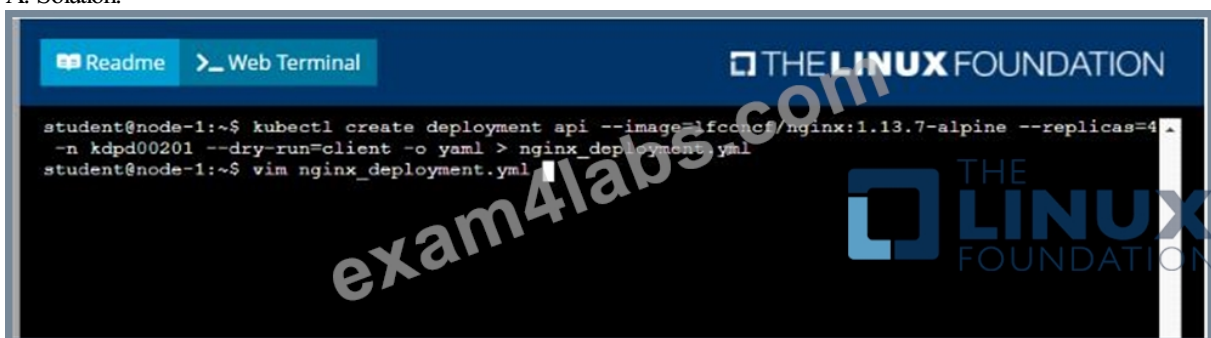 A. Solution:
Readme
Web Terminal
THE LINUX FOUNDATION
student@node-1:~$ kubectl create deployment api --image=lfccncf/nginx:1.13.7-alpine --replicas=4
-n kdpd00201 --dry-run=client -o yaml > nginx_deployment.yml
student@node-1:~$ vim nginx_deployment.yml
exam4labs.com
THE
LINUX
FOUNDATION